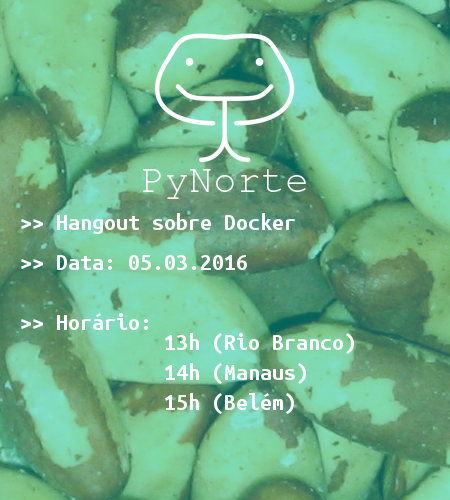 PyNorte
>> Hangout sobre Docker
>> Data: 05.03.2016
>> Horário:
13h (Rio Branco)
14h (Manaus)
15h (Belém)